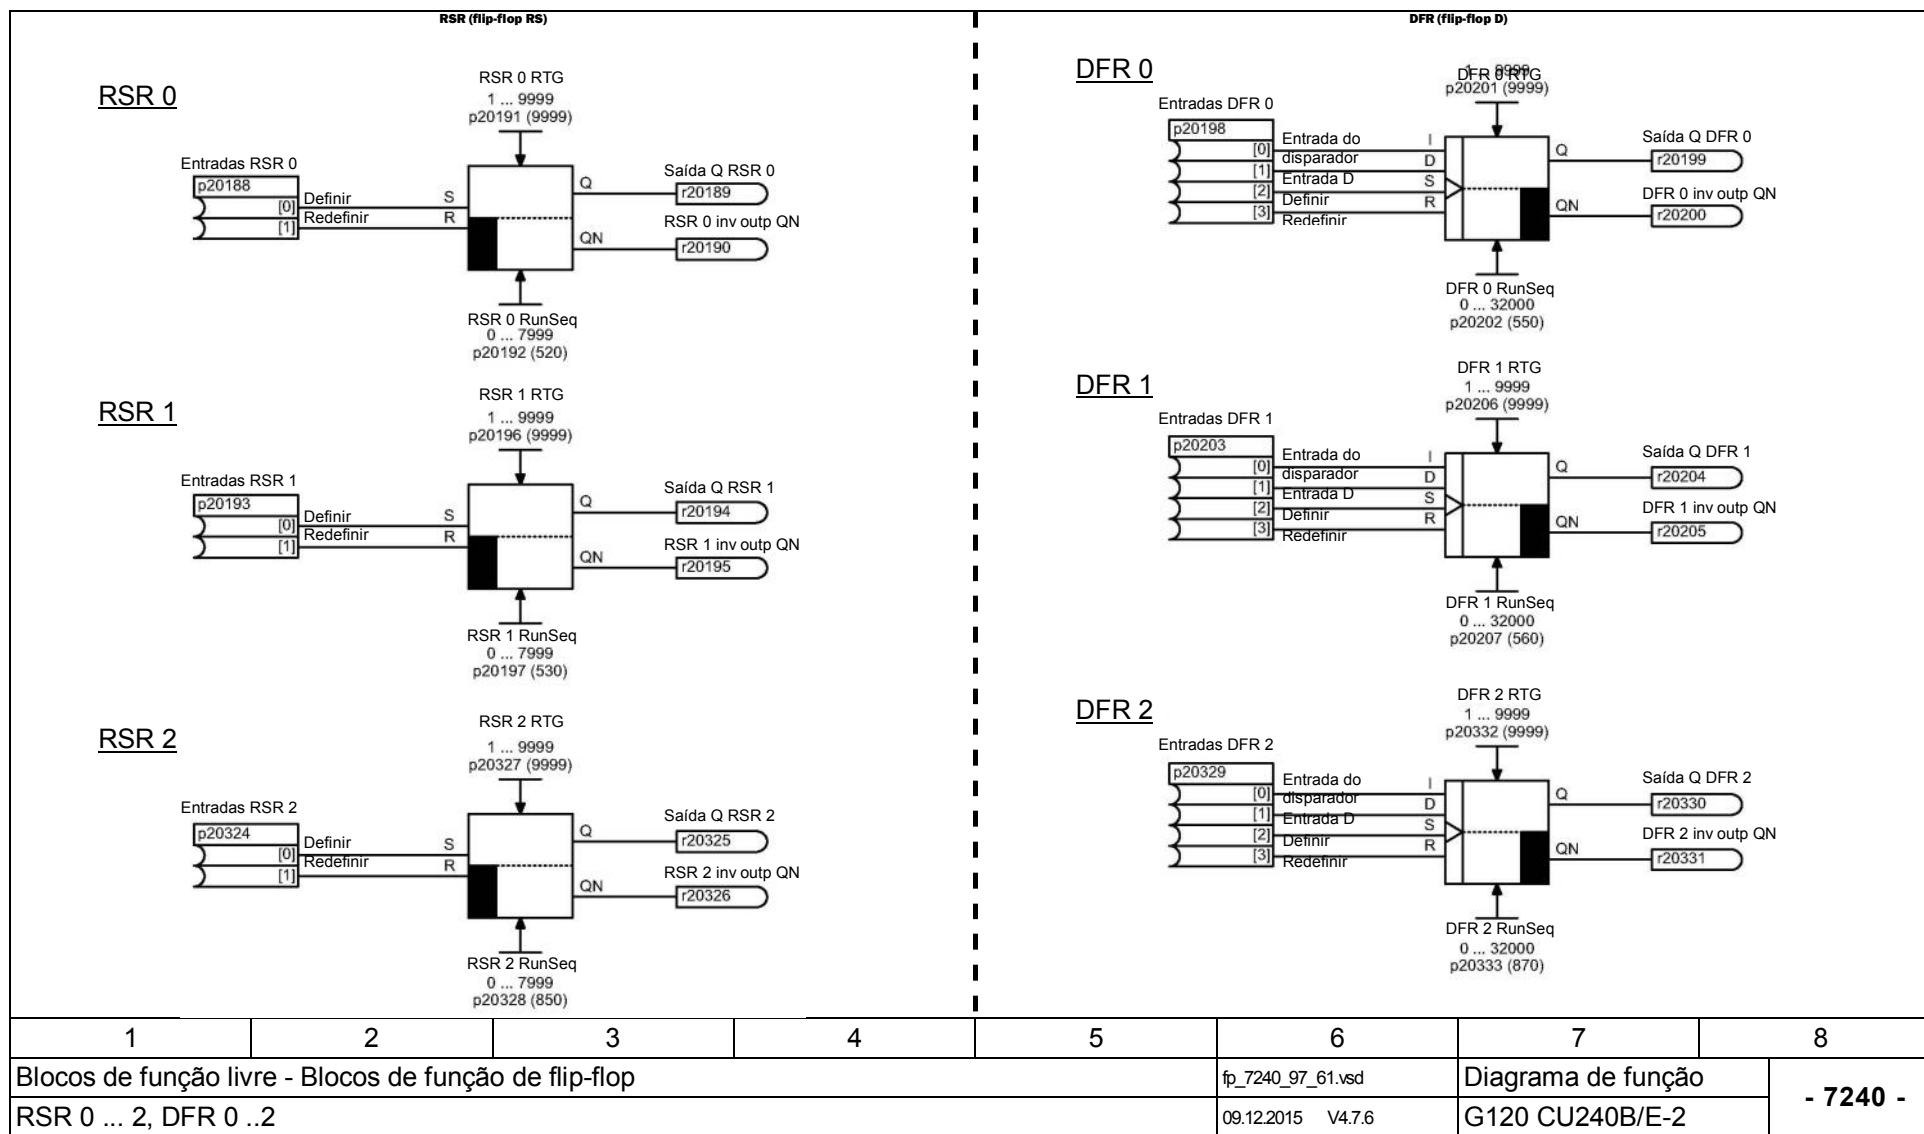 RSR (flip-flop RS)
RSR 0
RSR 0 RTG
1 ... 9999
p20191 (9999)
Entradas RSR 0
p20188
[0]
[1]
Definir
Redefinir
S
R
Q
QN
Saída Q RSR 0
r20189
RSR 0 inv outp QN
r20190
RSR 0 RunSeq
0 ... 7999
p20192 (520)
RSR 1
RSR 1 RTG
1 ... 9999
p20196 (9999)
Entradas RSR 1
p20193
[0]
[1]
Definir
Redefinir
S
R
Q
QN
Saída Q RSR 1
r20194
RSR 1 inv outp QN
r20195
RSR 1 RunSeq
0 ... 7999
p20197 (530)
RSR 2
RSR 2 RTG
1 ... 9999
p20327 (9999)
Entradas RSR 2
p20324
[0]
[1]
Definir
Redefinir
S
R
Q
QN
Saída Q RSR 2
r20325
RSR 2 inv outp QN
r20326
RSR 2 RunSeq
0 ... 7999
p20328 (850)
DFR (flip-flop D)
DFR 0
DFR 0 RTG
1 ... 9999
p20201 (9999)
Entradas DFR 0
p20198
[0]
[1]
[2]
[3]
Entrada do
disparador
Entrada D
Definir
Redefinir
I
D
S
R
Q
QN
Saída Q DFR 0
r20199
DFR 0 inv outp QN
r20200
DFR 0 RunSeq
0 ... 32000
p20202 (550)
DFR 1
DFR 1 RTG
1 ... 9999
p20206 (9999)
Entradas DFR 1
p20203
[0]
[1]
[2]
[3]
Entrada do
disparador
Entrada D
Definir
Redefinir
I
D
S
R
Q
QN
Saída Q DFR 1
r20204
DFR 1 inv outp QN
r20205
DFR 1 RunSeq
0 ... 32000
p20207 (560)
DFR 2
DFR 2 RTG
1 ... 9999
p20332 (9999)
Entradas DFR 2
p20329
[0]
[1]
[2]
[3]
Entrada do
disparador
Entrada D
Definir
Redefinir
I
D
S
R
Q
QN
Saída Q DFR 2
r20330
DFR 2 inv outp QN
r20331
DFR 2 RunSeq
0 ... 32000
p20333 (870)
1 2 3 4 5 6 7 8
Blocos de função livre - Blocos de função de flip-flop
fp_7240_97_61.vsd
Diagrama de função
- 7240 -
RSR 0 ... 2, DFR 0 ..2
09.12.2015 V4.7.6
G120 CU240B/E-2